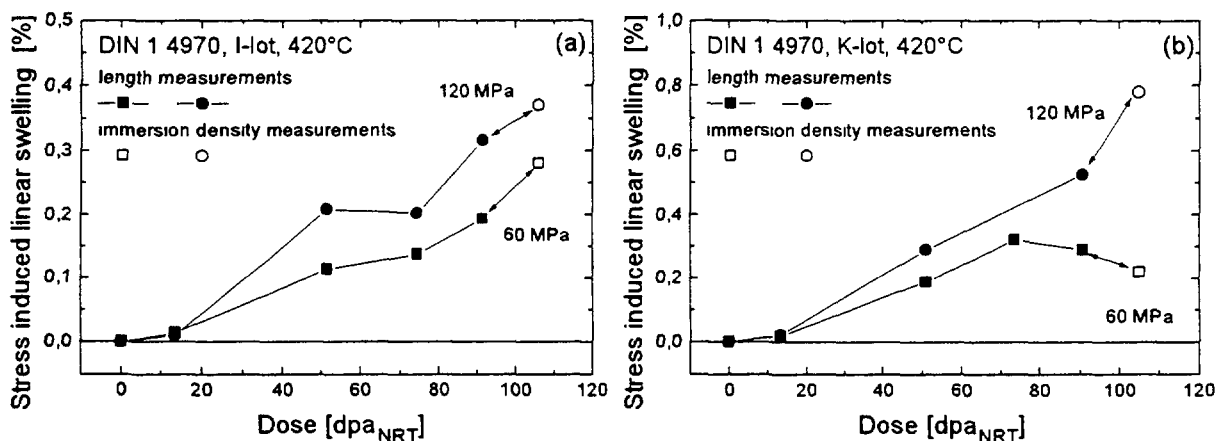 Stress induced linear swelling [%]
0,5
0,4
0,3
0,2
0,1
0,0
DIN 1 4970, I-lot, 420°C
(a)
length measurements
immersion density measurements
120 MPa
60 MPa
0
20
40
60
80
100
120
Dose [dpaNRT]
Stress induced linear swelling [%]
1,0
0,8
0,6
0,4
0,2
0,0
DIN 1 4970, K-lot, 420°C
(b)
length measurements
immersion density measurements
120 MPa
60 MPa
0
20
40
60
80
100
120
Dose [dpaNRT]